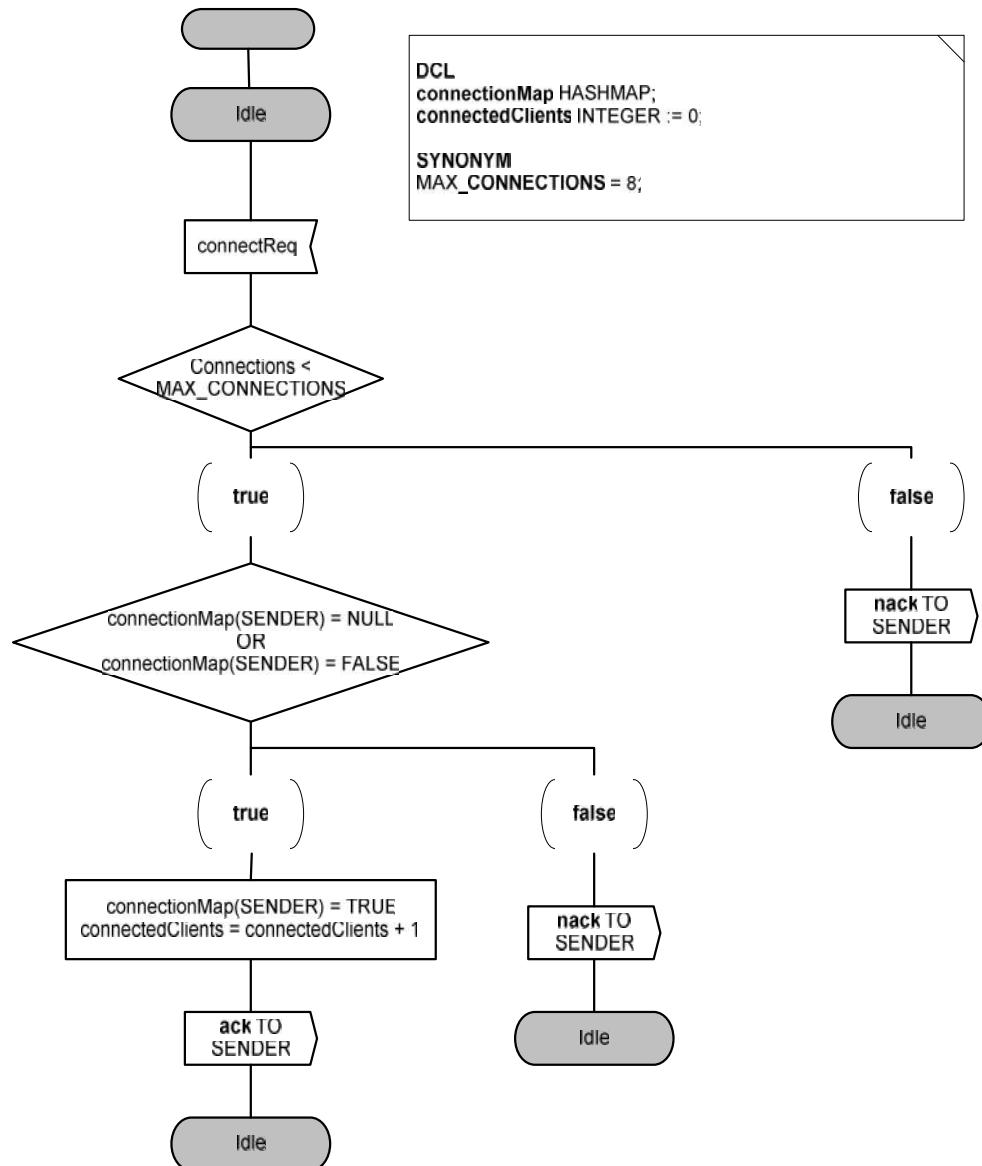 Idle
DCL
connectionMap HASHMAP;
connectedClients INTEGER := 0;
SYNONYM
MAX_CONNECTIONS = 8;
connectReq
Connections <
MAX_CONNECTIONS
true
false
connectionMap(SENDER) = NULL
OR
connectionMap(SENDER) = FALSE
nack TO
SENDER
Idle
true
false
connectionMap(SENDER) = TRUE
connectedClients = connectedClients + 1
nack TO
SENDER
ack TO
SENDER
Idle
Idle